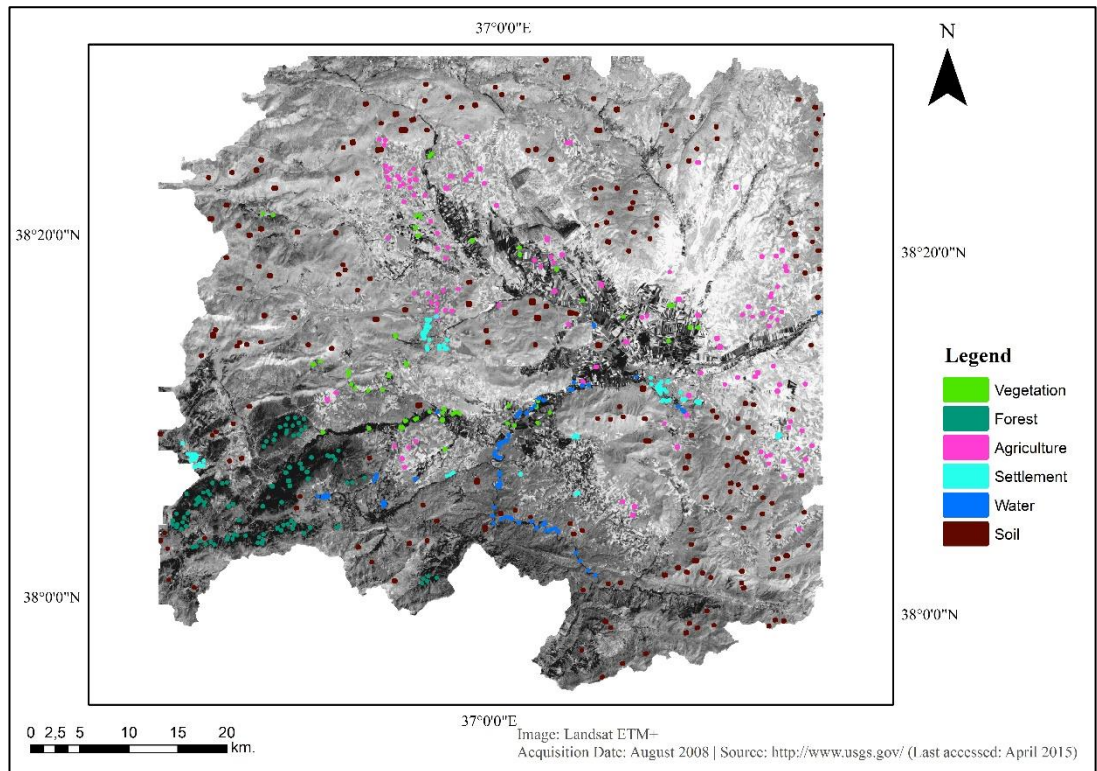 37°0'0"E
N
38°20'0"N
38°20'0"N
Legend
Vegetation
Forest
Agriculture
Settlement
Water
Soil
38°0'0"N
38°0'0"N
37°0'0"E
0 2,5 5 10 15 20
km.
Image: Landsat ETM+
Acquisition Date: August 2008 | Source: http://www.usgs.gov/ (Last accessed: April 2015)